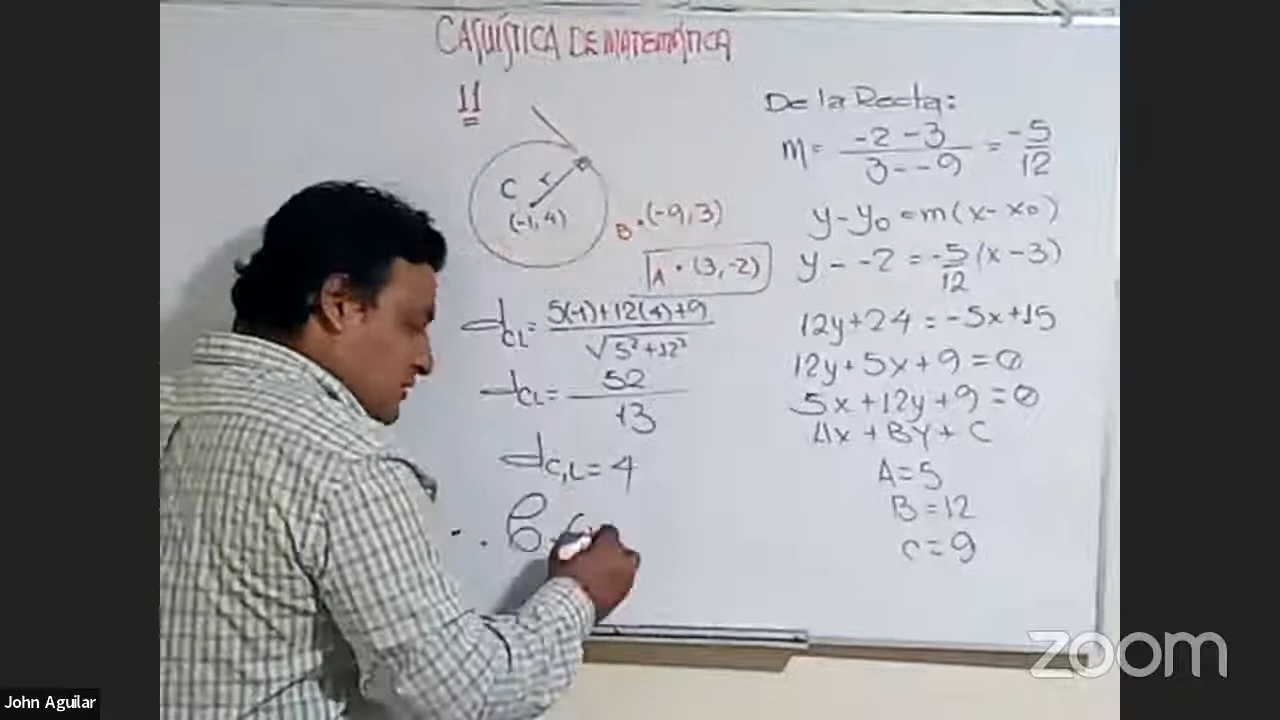 CASUÍSTICA DE MATEMÁTICA
11
C
r
(-1, 4)
B • (-9, 3)
A • (3, -2)
d_CL = 5(-1)+12(4)+9 / √5²+12²
d_CL = 52 / 13
d_C,L = 4
De la Recta:
m = -2 - 3 / 3 - -9 = -5 / 12
y - y₀ = m(x - x₀)
y - -2 = -5/12 (x - 3)
12y + 24 = -5x + 15
12y + 5x + 9 = 0
5x + 12y + 9 = 0
Ax + By + C
A = 5
B = 12
C = 9
zoom
John Aguilar